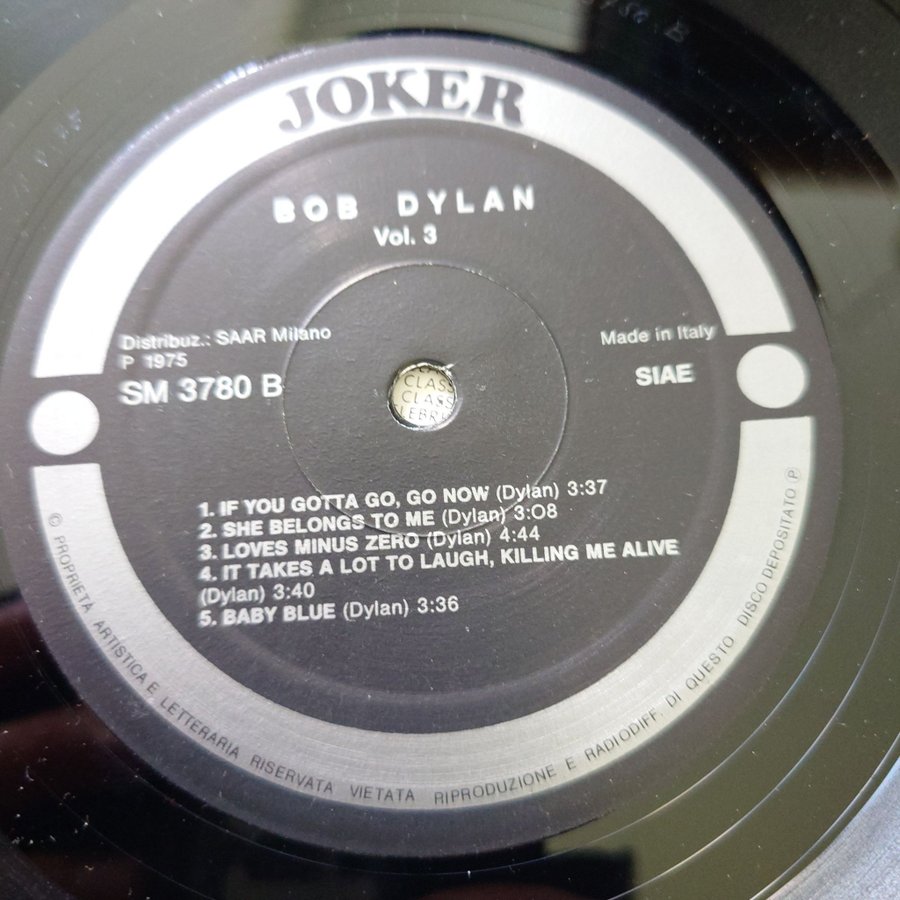 JOKER
BOB DYLAN
Vol. 3
Distribuz.: SAAR Milano
P 1975
SM 3780 B
Made in Italy
SIAE
CLASS
CLASS
1. IF YOU GOTTA GO, GO NOW (Dylan) 3:37
2. SHE BELONGS TO ME (Dylan) 3:08
3. LOVES MINUS ZERO (Dylan) 4:44
4. IT TAKES A LOT TO LAUGH, KILLING ME ALIVE
(Dylan) 3:40
5. BABY BLUE (Dylan) 3:36
© PROPRIETA ARTISTICA E LETTERARIA RISERVATA VIETATA RIPRODUZIONE E RADIODIFF. DI QUESTO DISCO DEPOSITATO Ⓟ